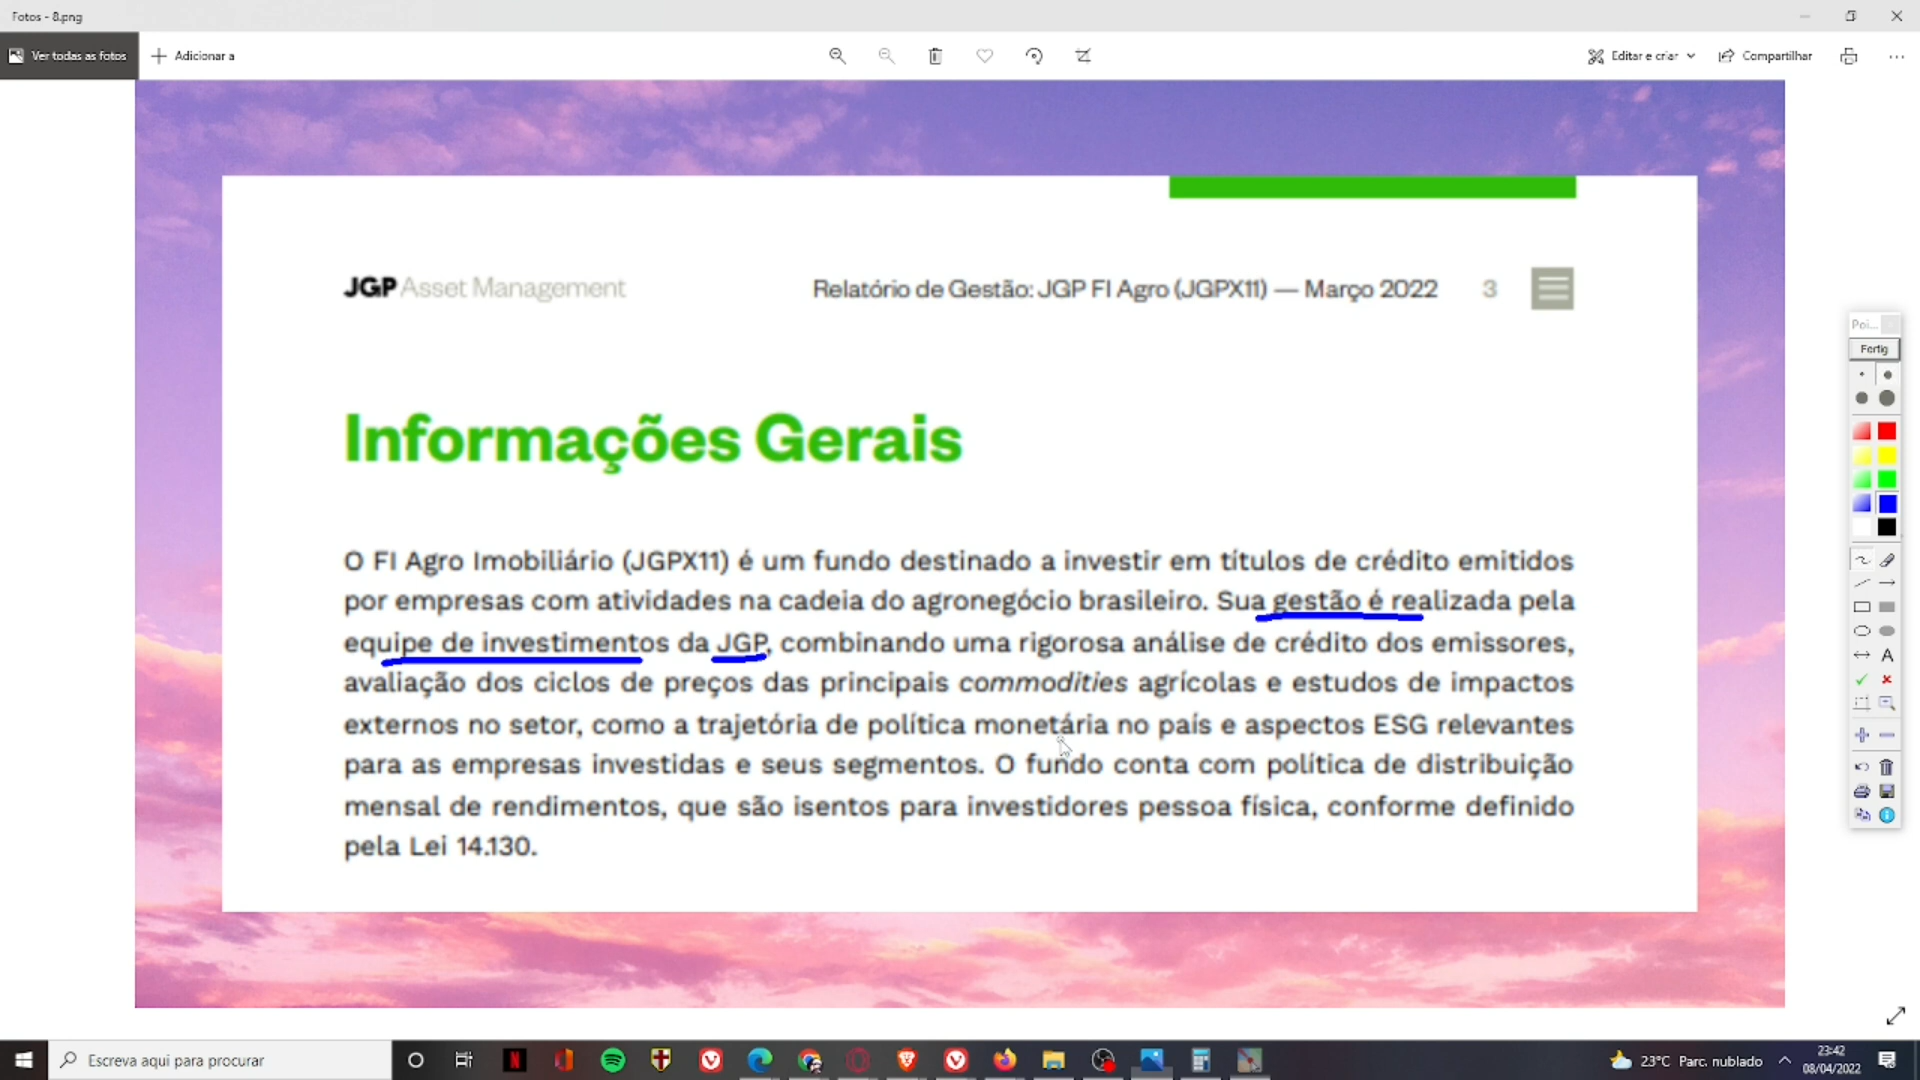 Fotos - 8.png
Ver todas as fotos
Adicionar a
Editar e criar
Compartilhar
JGP Asset Management
Relatório de Gestão: JGP FI Agro (JGPX11) — Março 2022
3
Informações Gerais
O FI Agro Imobiliário (JGPX11) é um fundo destinado a investir em títulos de crédito emitidos
por empresas com atividades na cadeia do agronegócio brasileiro. Sua gestão é realizada pela
equipe de investimentos da JGP, combinando uma rigorosa análise de crédito dos emissores,
avaliação dos ciclos de preços das principais commodities agrícolas e estudos de impactos
externos no setor, como a trajetória de política monetária no país e aspectos ESG relevantes
para as empresas investidas e seus segmentos. O fundo conta com política de distribuição
mensal de rendimentos, que são isentos para investidores pessoa física, conforme definido
pela Lei 14.130.
Poi...
Fertig
A
Escreva aqui para procurar
23°C Parc. nublado
23:42
08/04/2022